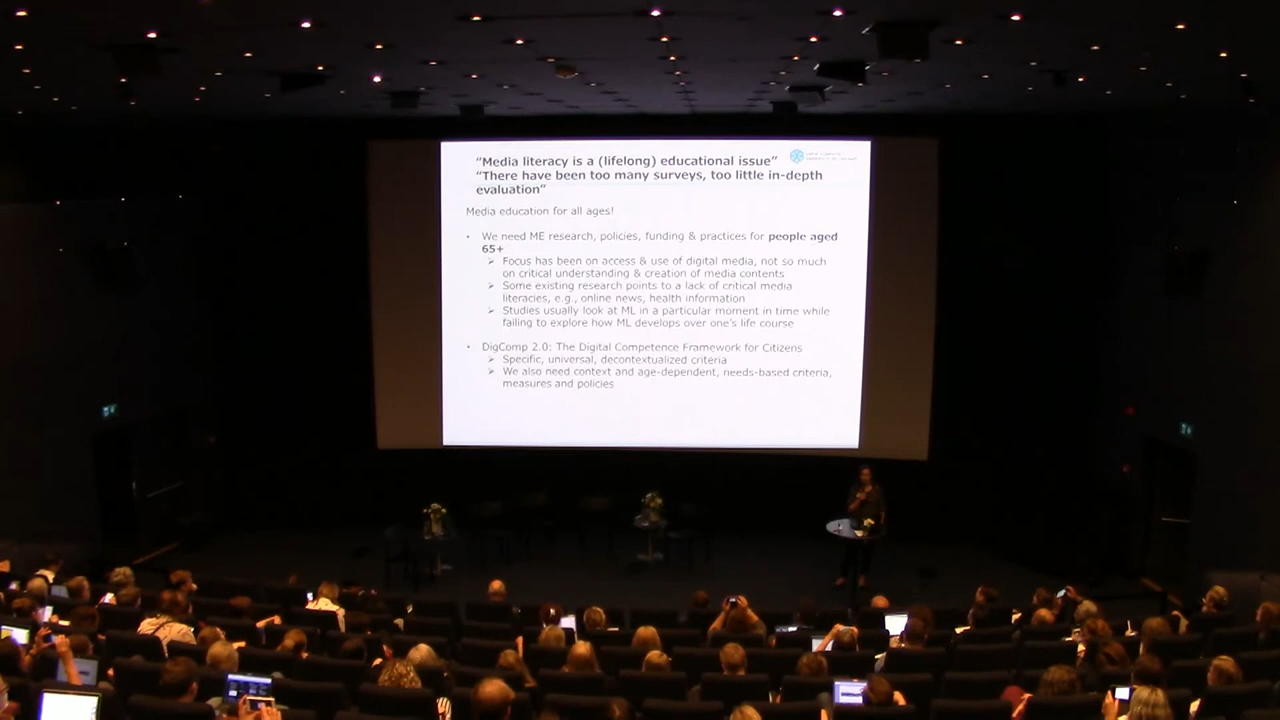 “Media literacy is a (lifelong) educational issue”
“There have been too many surveys, too little in-depth
evaluation”
Media education for all ages!
• We need ME research, policies, funding & practices for people aged
65+
➢ Focus has been on access & use of digital media, not so much
on critical understanding & creation of media contents
➢ Some existing research points to a lack of critical media
literacies, e.g., online news, health information
➢ Studies usually look at ML in a particular moment in time while
failing to explore how ML develops over one’s life course
• DigComp 2.0: The Digital Competence Framework for Citizens
➢ Specific, universal, decontextualized criteria
➢ We also need context and age-dependent, needs-based criteria,
measures and policies